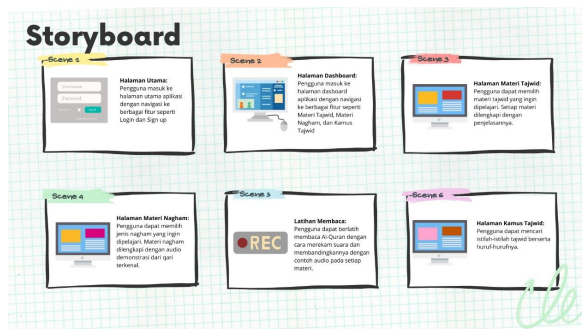 Storyboard
Scene 1
Username
Password
Halaman Utama:
Pengguna masuk ke
halaman utama aplikasi
dengan navigasi ke
berbagai fitur seperti
Login dan Sign up
Scene 2
Halaman Dashboard:
Pengguna masuk ke
halaman dasboard
aplikasi dengan navigasi
ke berbagai fitur seperti
Materi Tajwid, Materi
Nagham, dan Kamus
Tajwid
Scene 3
Halaman Materi Tajwid:
Pengguna dapat memilih
materi tajwid yang ingin
dipelajari. Setiap materi
dilengkapi dengan
penjelasannya.
Scene 4
Halaman Materi Nagham:
Pengguna dapat memilih
jenis nagham yang ingin
dipelajari. Materi nagham
dilengkapi dengan audio
demonstrasi dari qari
terkenal.
Scene 5
REC
Latihan Membaca:
Pengguna dapat berlatih
membaca Al-Quran dengan
cara merekam suara dan
membandingkannya dengan
contoh audio pada setiap
materi.
Scene 6
Halaman Kamus Tajwid:
Pengguna dapat mencari
istilah-istilah tajwid berserta
huruf-hurufnya.